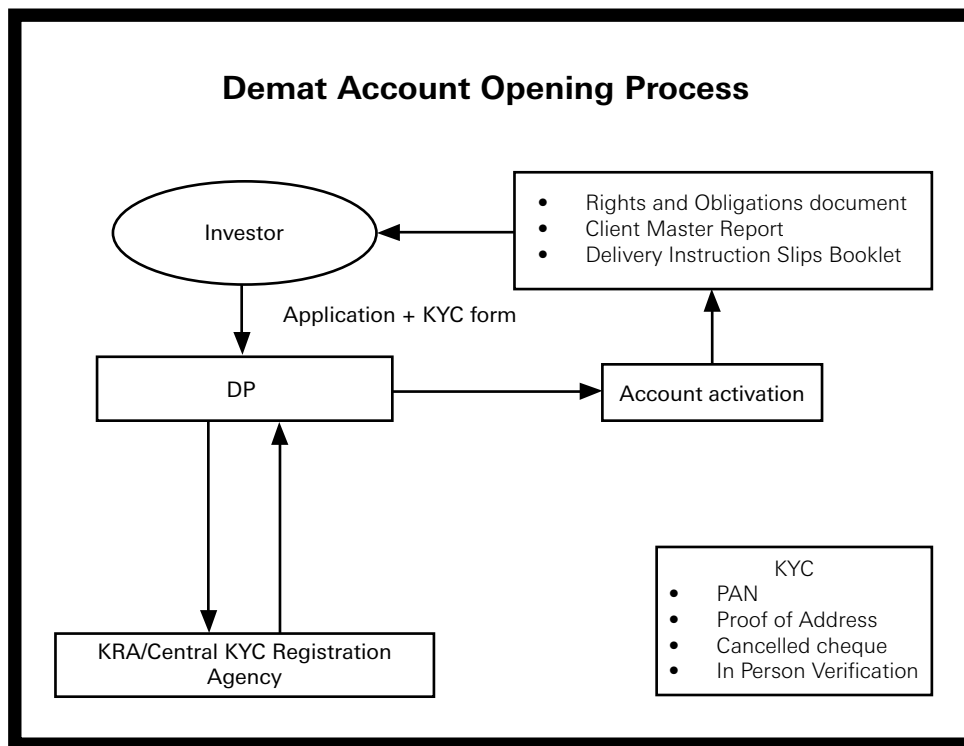 Demat Account Opening Process
Investor
• Rights and Obligations document
• Client Master Report
• Delivery Instruction Slips Booklet
Application + KYC form
DP
Account activation
KRA/Central KYC Registration
Agency
KYC
• PAN
• Proof of Address
• Cancelled cheque
• In Person Verification